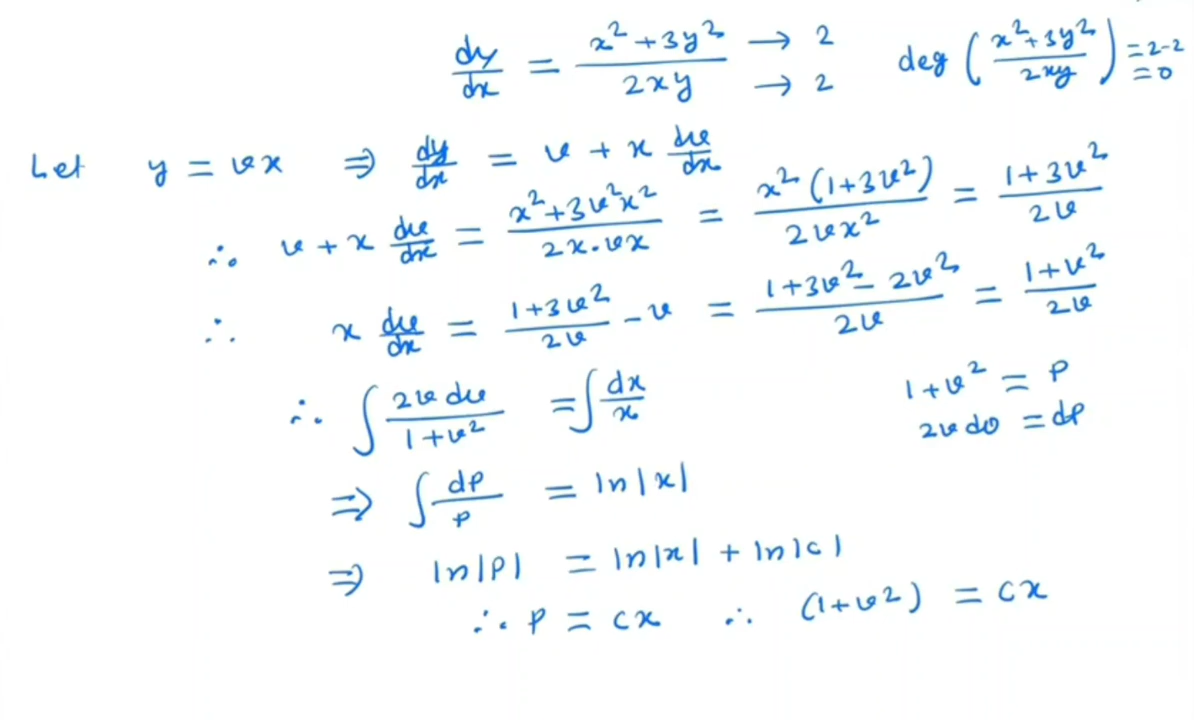 dy/dx = (x² + 3y²)/(2xy) → 2 → 2 deg ((x² + 3y²)/(2xy)) = 2-2 = 0
Let y = vx ⇒ dy/dx = v + x dv/dx
∴ v + x dv/dx = (x² + 3v²x²)/(2x·vx) = x²(1+3v²)/(2vx²) = (1+3v²)/(2v)
∴ x dv/dx = (1+3v²)/(2v) - v = (1+3v² - 2v²)/(2v) = (1+v²)/(2v)
∴ ∫ (2v dv)/(1+v²) = ∫ dx/x 1+v² = P
2v dv = dP
⇒ ∫ dP/P = ln|x|
⇒ ln|P| = ln|x| + ln|c|
∴ P = cx ∴ (1+v²) = cx